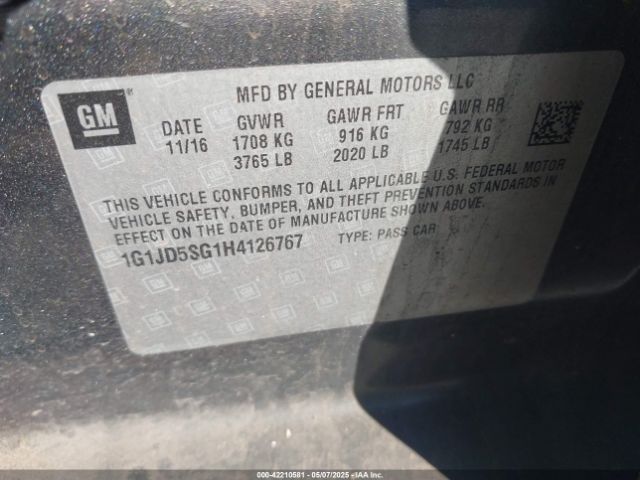 GM
MFD BY GENERAL MOTORS LLC
DATE GVWR GAWR FRT GAWR RR
11/16 1708 KG 916 KG 792 KG
3765 LB 2020 LB 1745 LB
THIS VEHICLE CONFORMS TO ALL APPLICABLE U.S. FEDERAL MOTOR
VEHICLE SAFETY, BUMPER, AND THEFT PREVENTION STANDARDS IN
EFFECT ON THE DATE OF MANUFACTURE SHOWN ABOVE.
1G1JD5SG1H4126767 TYPE: PASS CAR
000-42210581 - 05/07/2025 - IAAI.COM